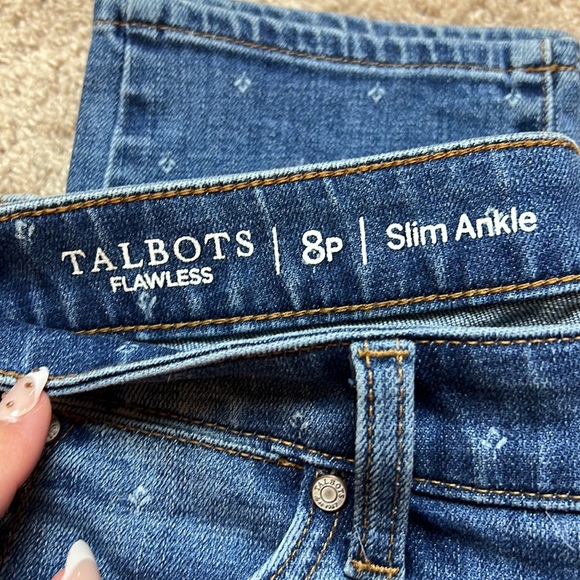 TALBOTS | 8P | Slim Ankle
FLAWLESS
TALBOTS